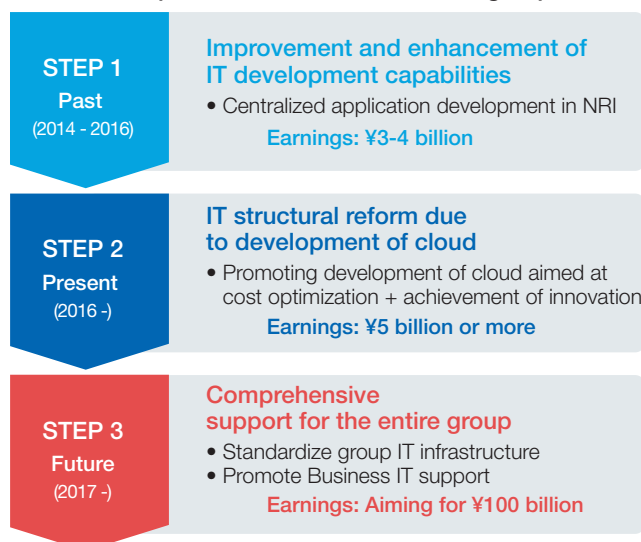 STEP 1
Past
(2014 - 2016)
Improvement and enhancement of
IT development capabilities
• Centralized application development in NRI
Earnings: ¥3-4 billion
STEP 2
Present
(2016 -)
IT structural reform due
to development of cloud
• Promoting development of cloud aimed at
cost optimization + achievement of innovation
Earnings: ¥5 billion or more
STEP 3
Future
(2017 -)
Comprehensive
support for the entire group
• Standardize group IT infrastructure
• Promote Business IT support
Earnings: Aiming for ¥100 billion